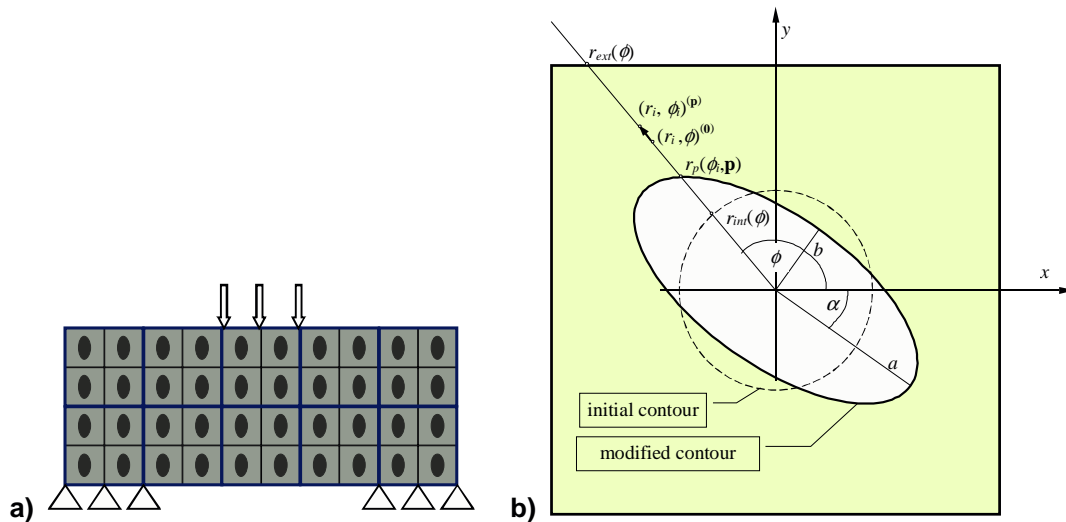 y
r_ext(ϕ)
(r_i, ϕ_i)^(p)
(r_i, ϕ)^(0)
r_p(ϕ_i,p)
r_int(ϕ)
b
ϕ
x
α
a
initial contour
modified contour
a)
b)